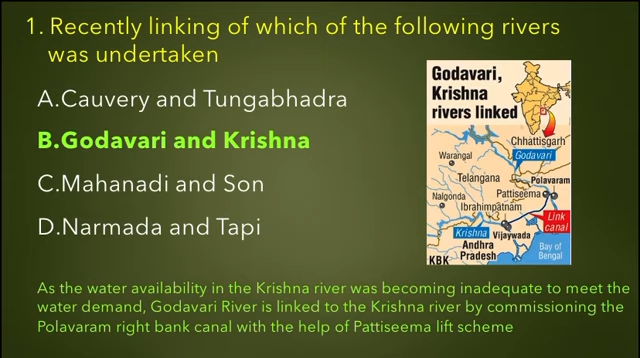 1. Recently linking of which of the following rivers
was undertaken
A.Cauvery and Tungabhadra
B.Godavari and Krishna
C.Mahanadi and Son
D.Narmada and Tapi
Godavari,
Krishna
rivers linked
Chhattisgarh
Godavari
Warangal
Telangana
Polavaram
Pattiseema
Nalgonda
Ibrahimpatnam
Link
canal
Krishna
Vijaywada
Andhra
Pradesh
Bay of
Bengal
KBK
As the water availability in the Krishna river was becoming inadequate to meet the
water demand, Godavari River is linked to the Krishna river by commissioning the
Polavaram right bank canal with the help of Pattiseema lift scheme